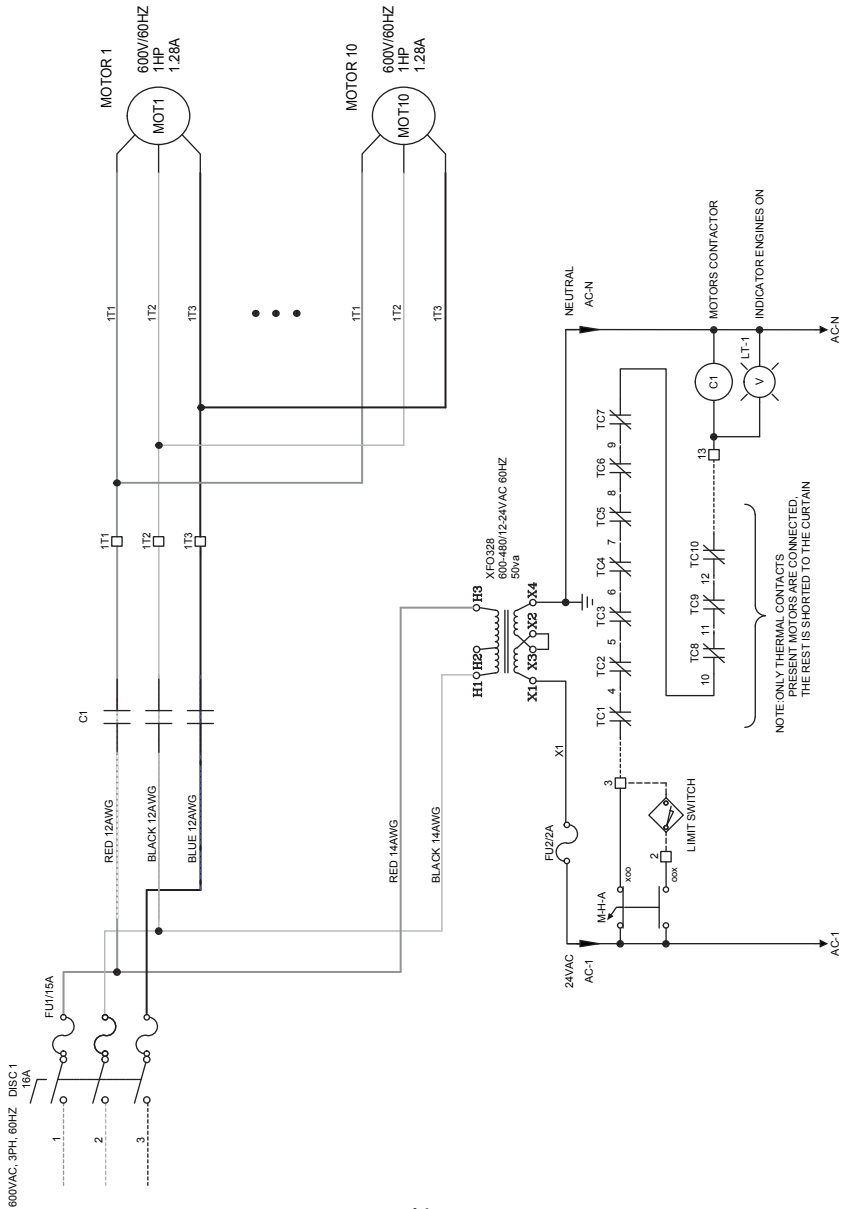 600VAC, 3PH, 60HZ
DISC 1
16A
1
2
3
FU1/15A
RED 12AWG
BLACK 12AWG
BLUE 12AWG
C1
1T1
1T2
1T3
1T1
1T2
1T3
MOTOR 1
MOT1
600V/60HZ
1HP
1.28A
MOTOR 10
MOT10
600V/60HZ
1HP
1.28A
1T1
1T2
1T3
RED 14AWG
BLACK 14AWG
H1
H2
H3
XFO328
600-480/12-24VAC 60HZ
50va
X1
X3
X2
X4
24VAC
AC-1
FU2/2A
X1
NEUTRAL
AC-N
M-H-A
xoo
oox
2
3
LIMIT SWITCH
TC1
4
TC2
5
TC3
6
TC4
7
TC5
8
TC6
9
TC7
10
TC8
11
TC9
12
TC10
13
C1
MOTORS CONTACTOR
LT-1
V
INDICATOR ENGINES ON
NOTE:ONLY THERMAL CONTACTS
PRESENT MOTORS ARE CONNECTED,
THE REST IS SHORTED TO THE CURTAIN
AC-1
AC-N